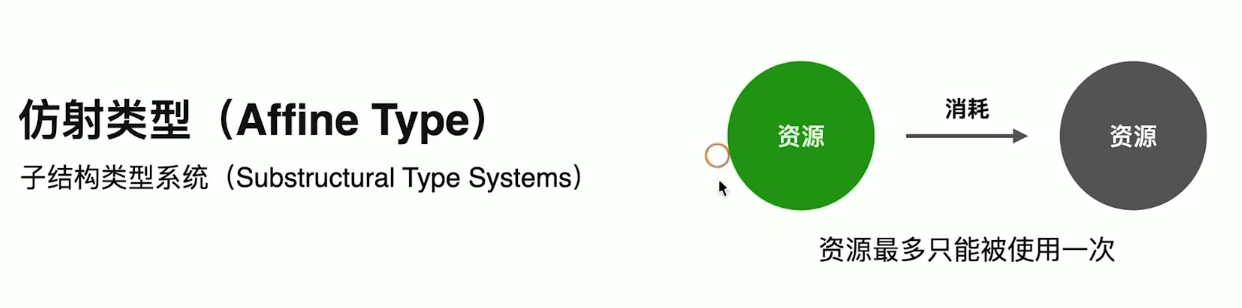 仿射类型（Affine Type）
子结构类型系统（Substructural Type Systems）
资源
消耗
资源
资源最多只能被使用一次